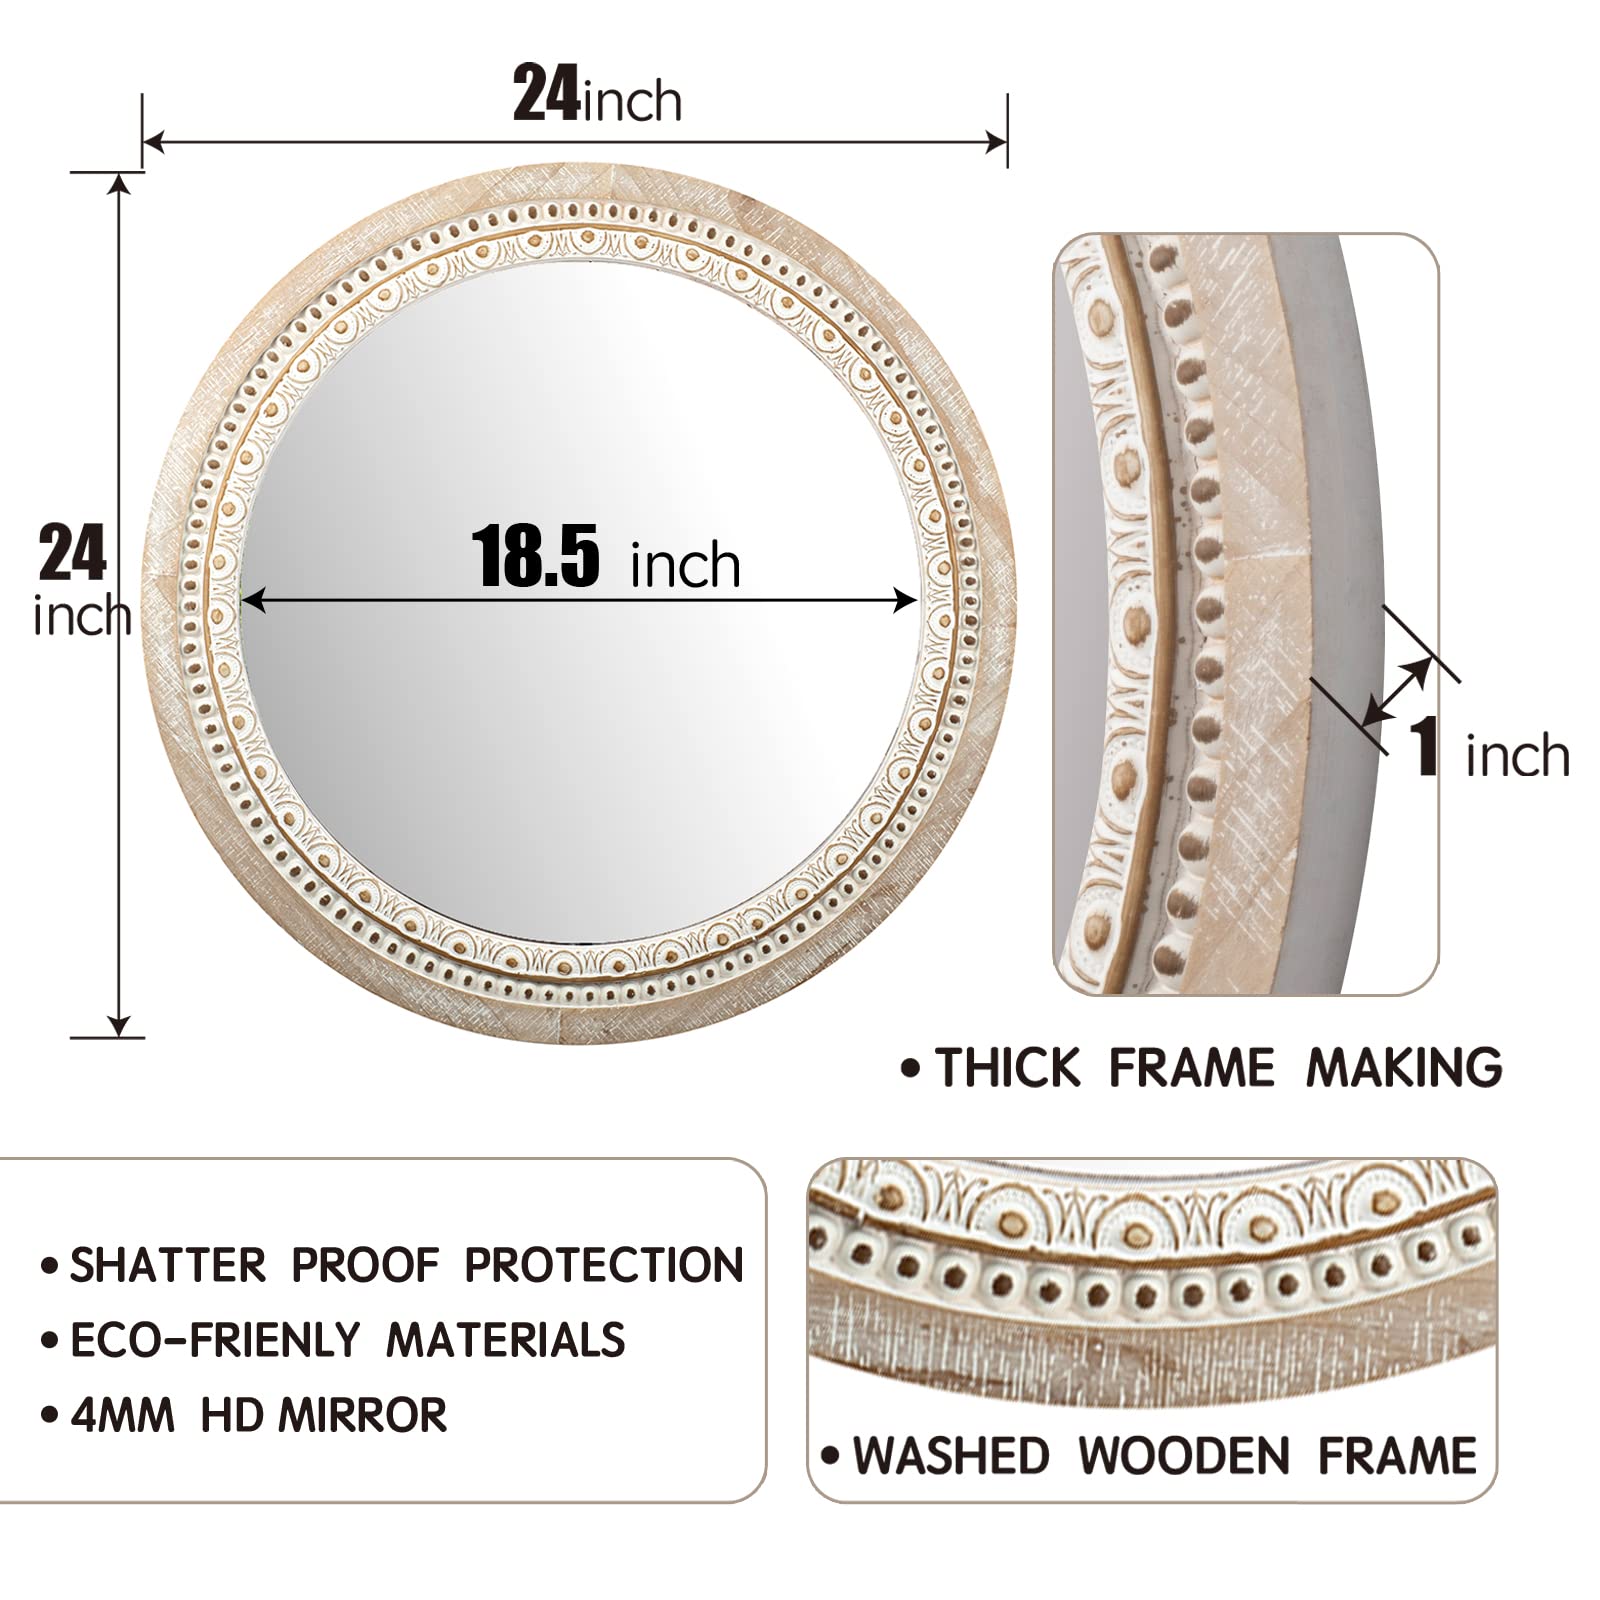 24inch
24
inch
18.5 inch
1 inch
• THICK FRAME MAKING
• SHATTER PROOF PROTECTION
• ECO-FRIENLY MATERIALS
• 4MM HD MIRROR
• WASHED WOODEN FRAME